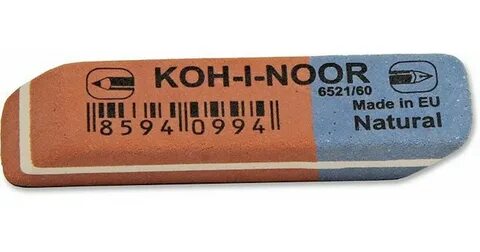 KOH-I-NOOR
6521/60
Made in EU
Natural
8594 0994